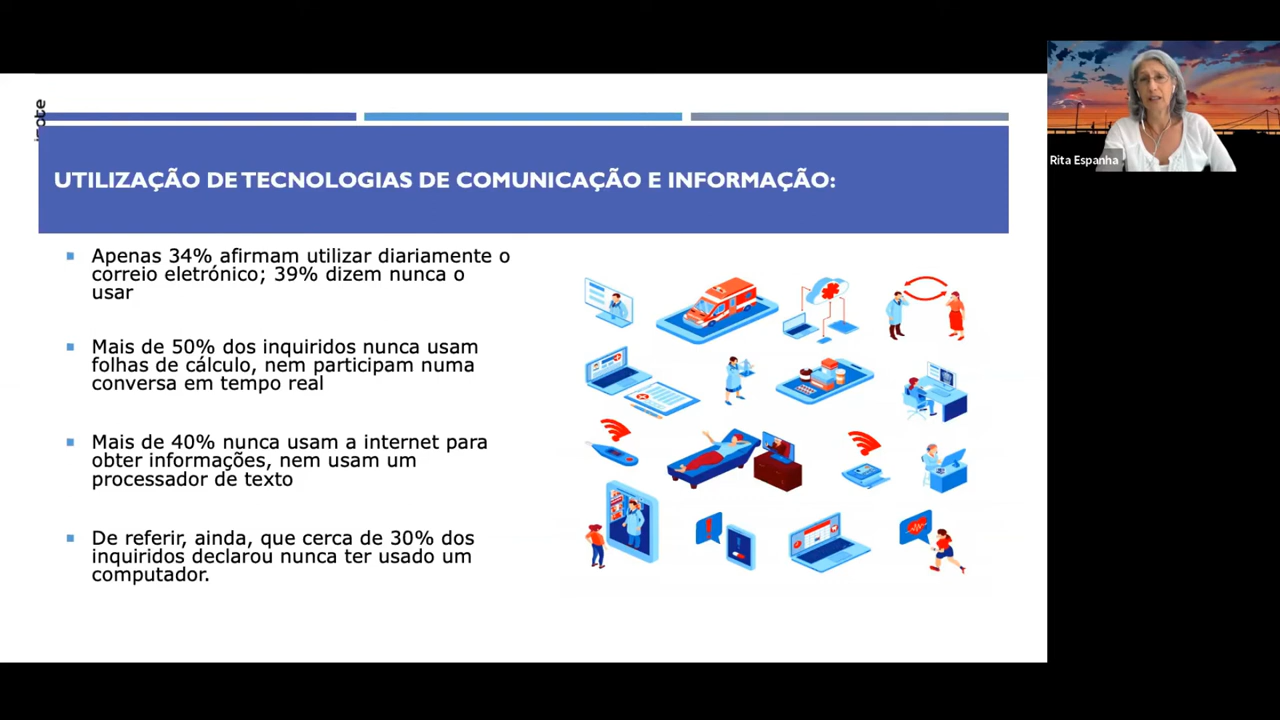 UTILIZAÇÃO DE TECNOLOGIAS DE COMUNICAÇÃO E INFORMAÇÃO:
Apenas 34% afirmam utilizar diariamente o
correio eletrónico; 39% dizem nunca o
usar
Mais de 50% dos inquiridos nunca usam
folhas de cálculo, nem participam numa
conversa em tempo real
Mais de 40% nunca usam a internet para
obter informações, nem usam um
processador de texto
De referir, ainda, que cerca de 30% dos
inquiridos declarou nunca ter usado um
computador.
Rita Espanha